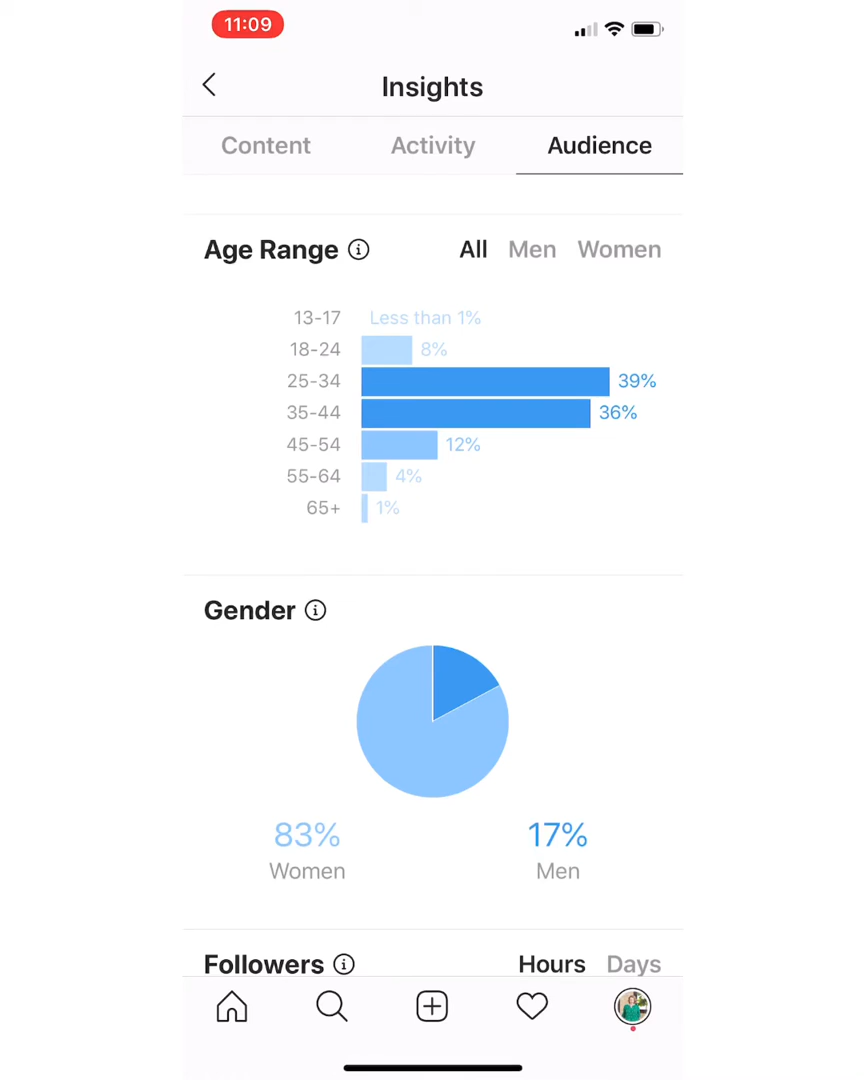 11:09
Insights
Content Activity Audience
Age Range All Men Women
13-17 Less than 1%
18-24 8%
25-34 39%
35-44 36%
45-54 12%
55-64 4%
65+ 1%
Gender
83% 17%
Women Men
Followers Hours Days